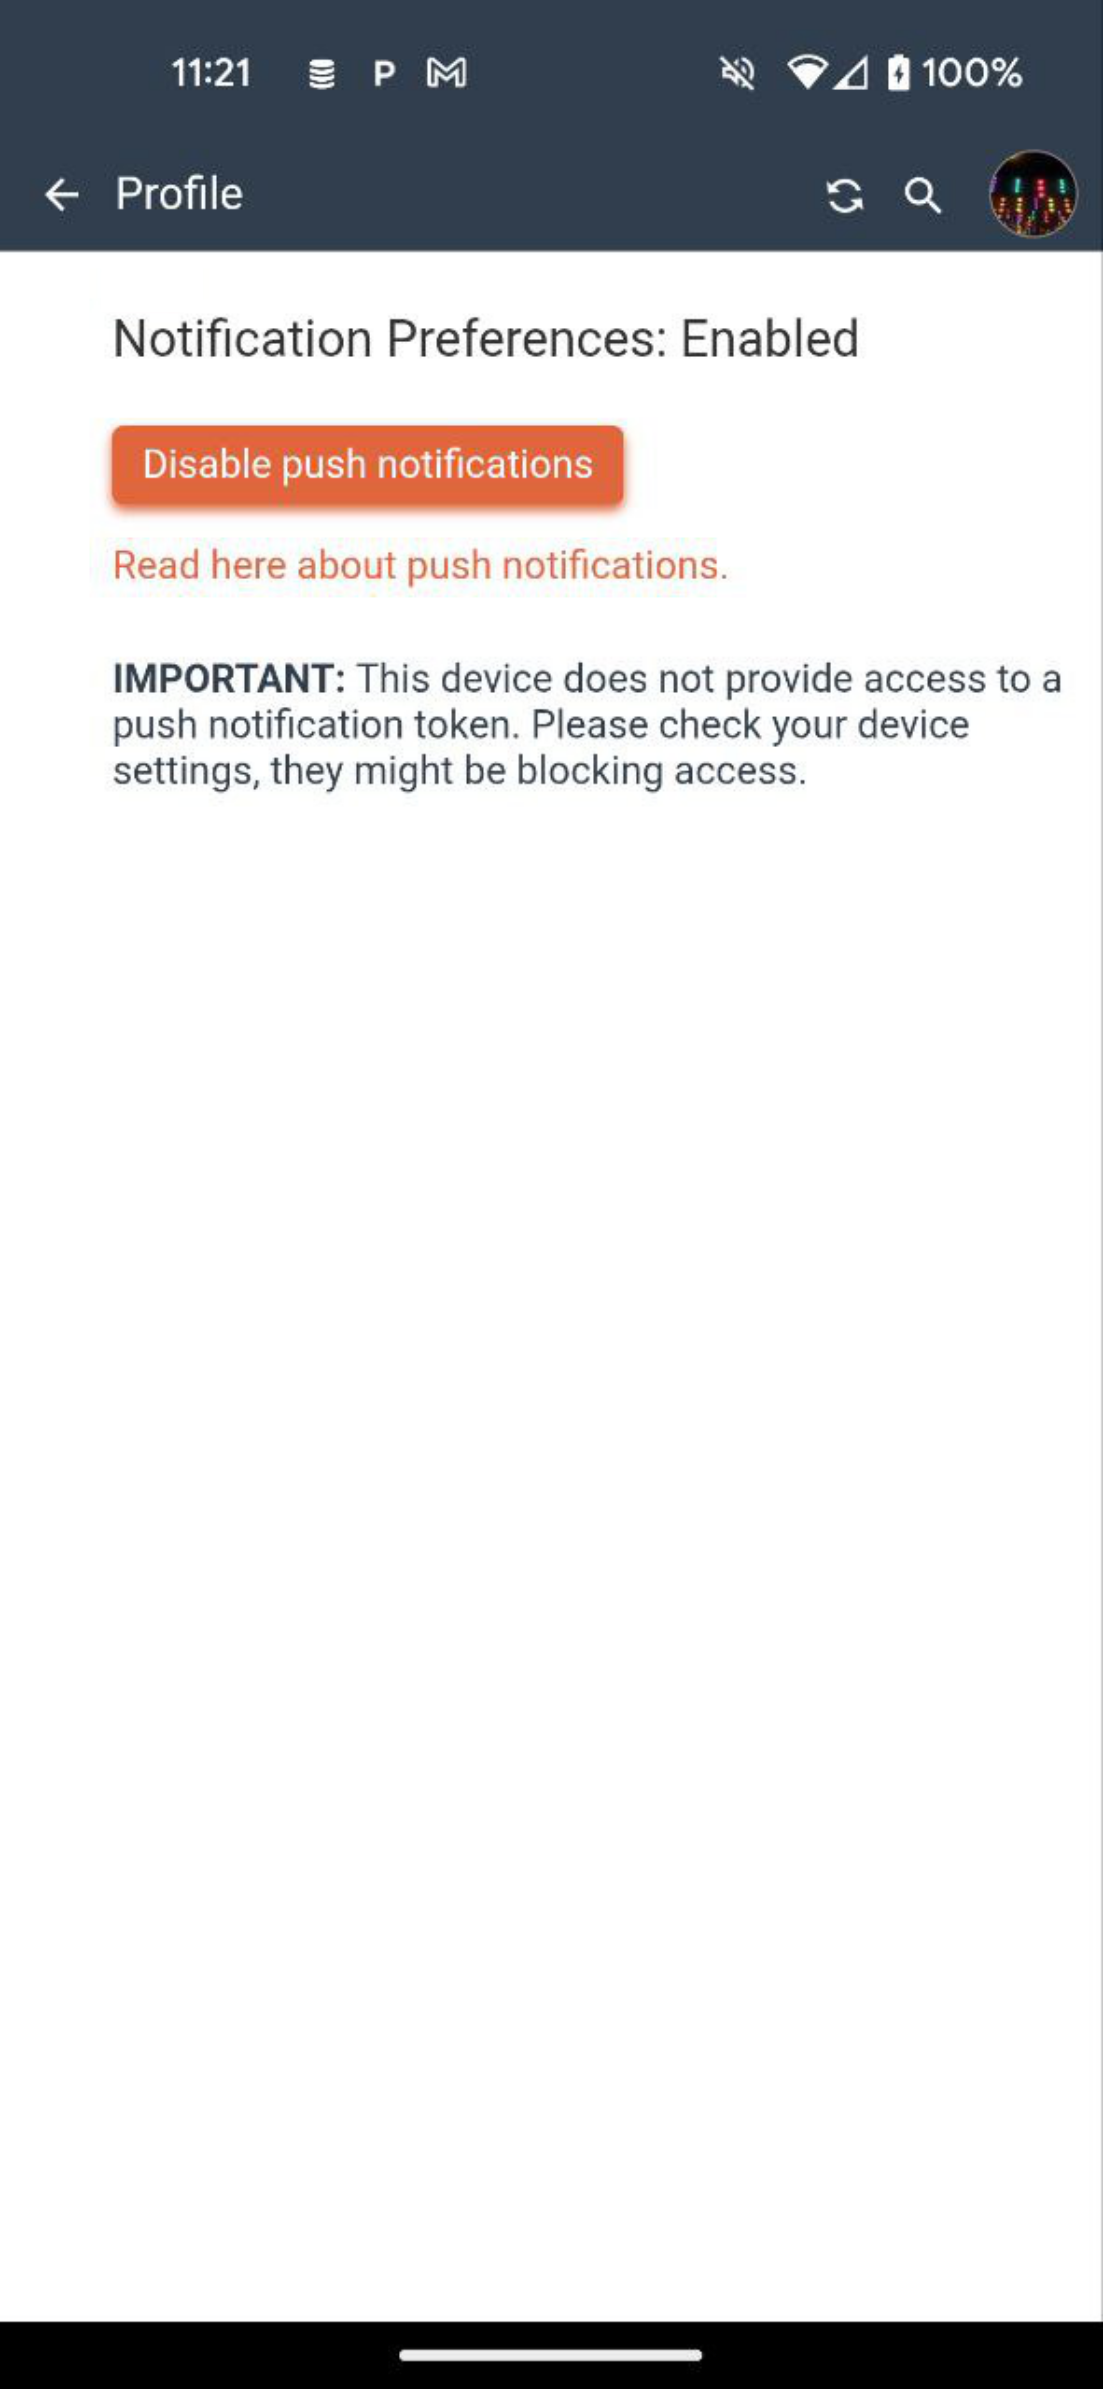 11:21 P 100%
Profile
Notification Preferences: Enabled
Disable push notifications
Read here about push notifications.
IMPORTANT: This device does not provide access to a
push notification token. Please check your device
settings, they might be blocking access.